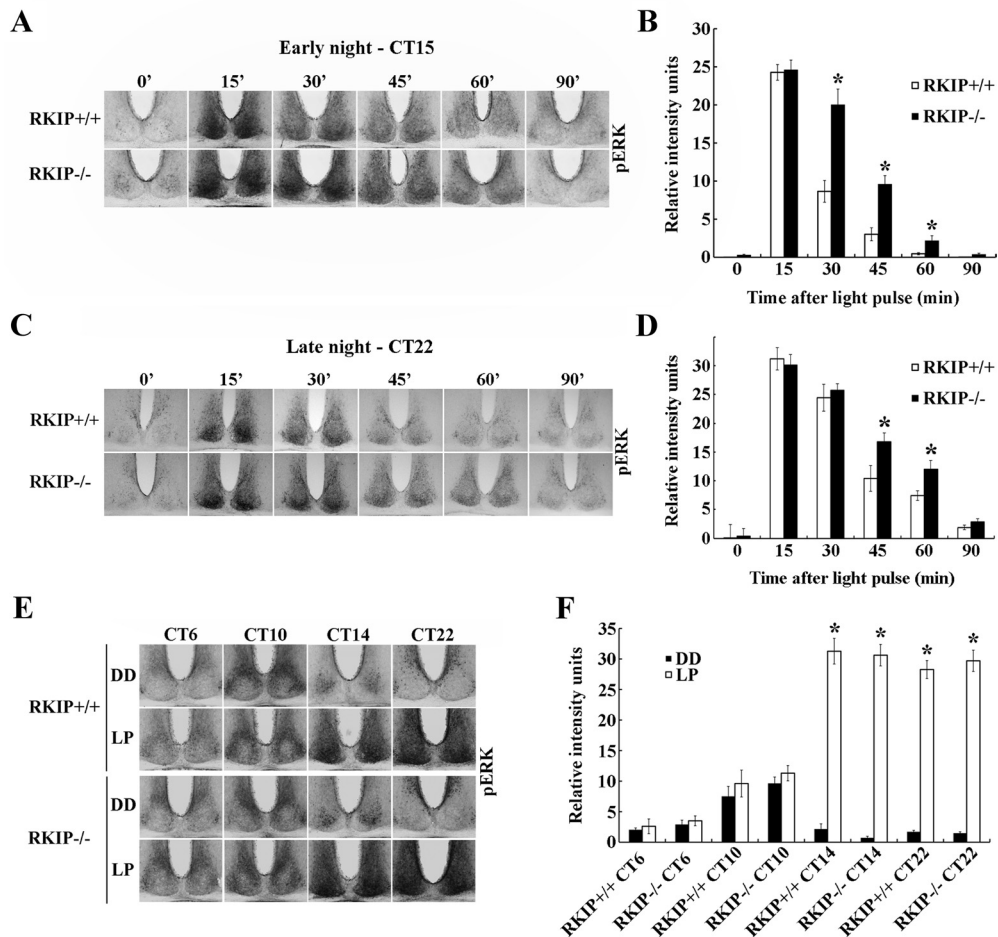 A
Early night - CT15
0' 15' 30' 45' 60' 90'
RKIP+/+
RKIP-/-
pERK
B
Relative intensity units
30
25
20
15
10
5
0
RKIP+/+
RKIP-/-
* * *
0 15 30 45 60 90
Time after light pulse (min)
C
Late night - CT22
0' 15' 30' 45' 60' 90'
RKIP+/+
RKIP-/-
pERK
D
Relative intensity units
30
25
20
15
10
5
0
RKIP+/+
RKIP-/-
* *
0 15 30 45 60 90
Time after light pulse (min)
E
CT6 CT10 CT14 CT22
RKIP+/+
DD
LP
RKIP-/-
DD
LP
pERK
F
Relative intensity units
35
30
25
20
15
10
5
0
DD
LP
* * * *
RKIP+/+ CT6
RKIP-/- CT6
RKIP+/+ CT10
RKIP-/- CT10
RKIP+/+ CT14
RKIP-/- CT14
RKIP+/+ CT22
RKIP-/- CT22